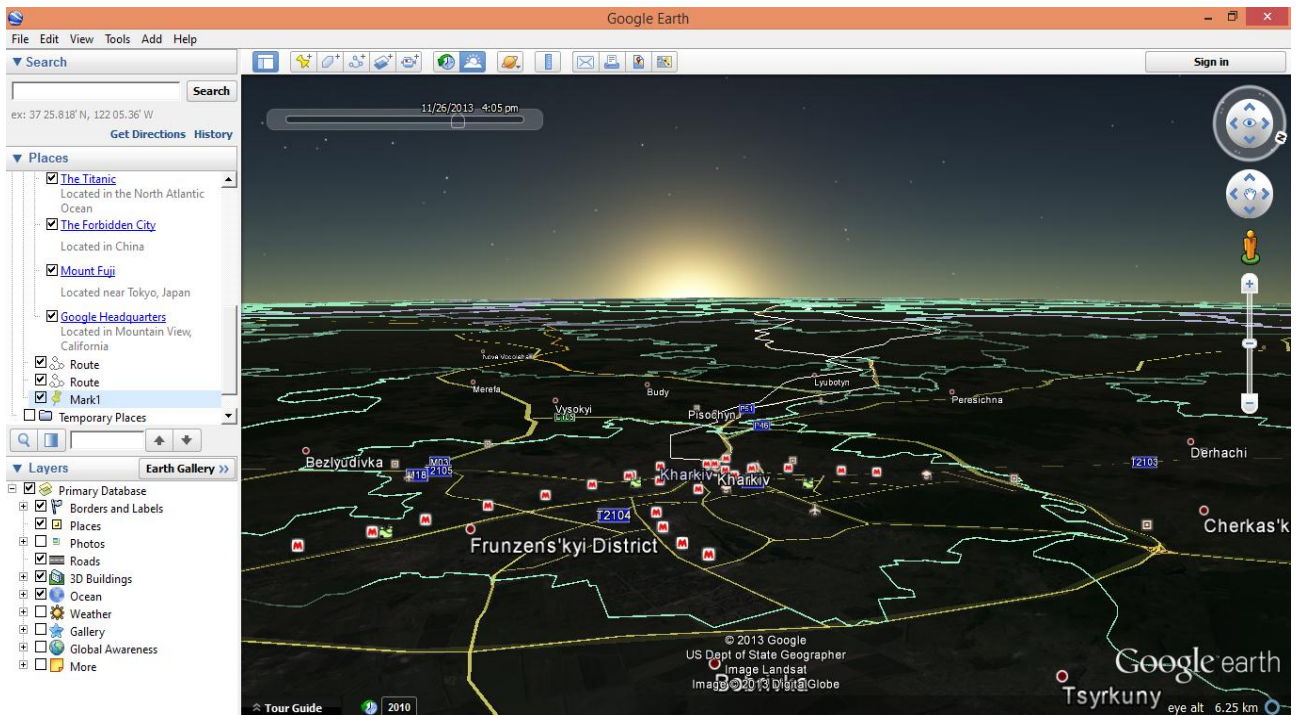 Google Earth
File Edit View Tools Add Help
Search
Search
ex: 37 25.818' N, 122 05.36' W
Get Directions History
Places
The Titanic
Located in the North Atlantic
Ocean
The Forbidden City
Located in China
Mount Fuji
Located near Tokyo, Japan
Google Headquarters
Located in Mountain View,
California
Route
Route
Mark1
Temporary Places
Layers
Earth Gallery >>
Primary Database
Borders and Labels
Places
Photos
Roads
3D Buildings
Ocean
Weather
Gallery
Global Awareness
More
Sign in
11/26/2013 4:05 pm
N
Merefa
Budy
Lyubotyn
Peresichna
Vysokyi
Pisochyn
P51
P46
Derhachi
Bezlyudivka
M03
M18
2105
T2103
Kharkiv
Kharkiv
T2104
Cherkas'k
Frunzens'kyi District
© 2013 Google
US Dept of State Geographer
Image Landsat
Image © 2013 DigitalGlobe
Google earth
Tsyrkuny
Tour Guide
2010
eye alt 6.25 km